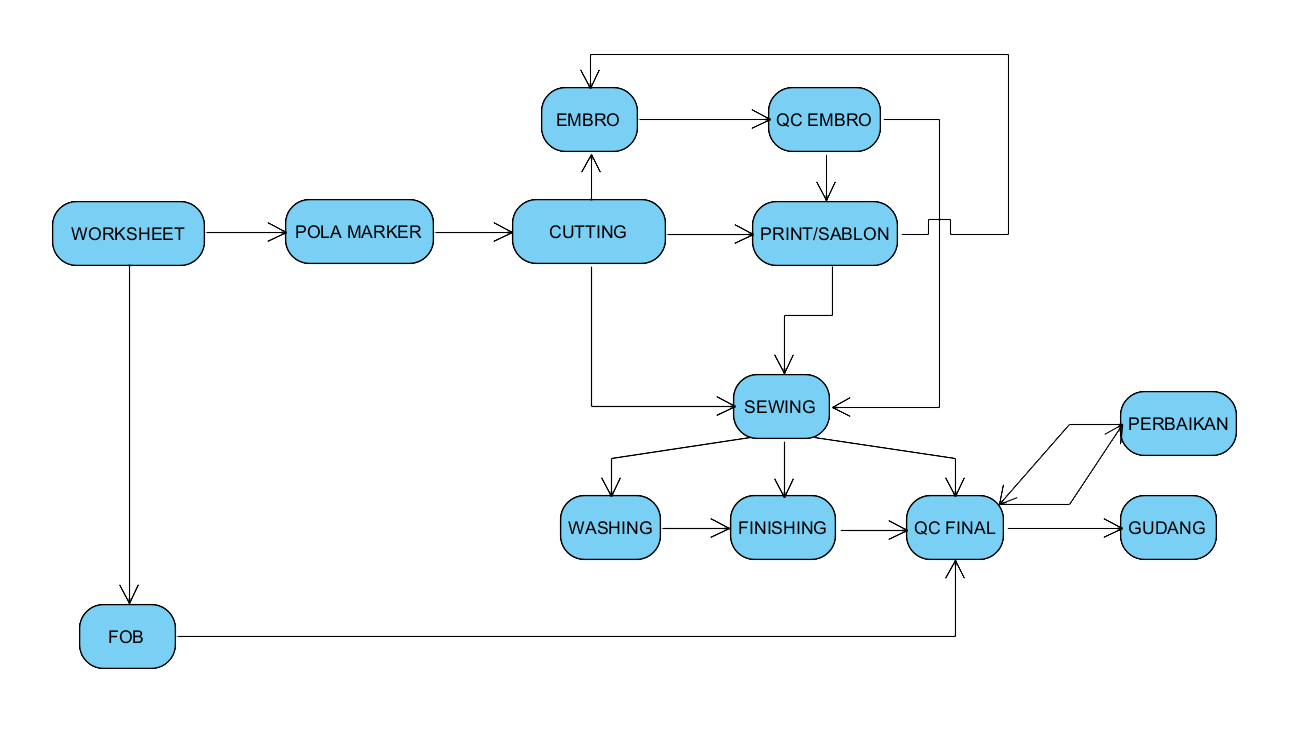 EMBRO
QC EMBRO
WORKSHEET
POLA MARKER
CUTTING
PRINT/SABLON
SEWING
PERBAIKAN
WASHING
FINISHING
QC FINAL
GUDANG
FOB